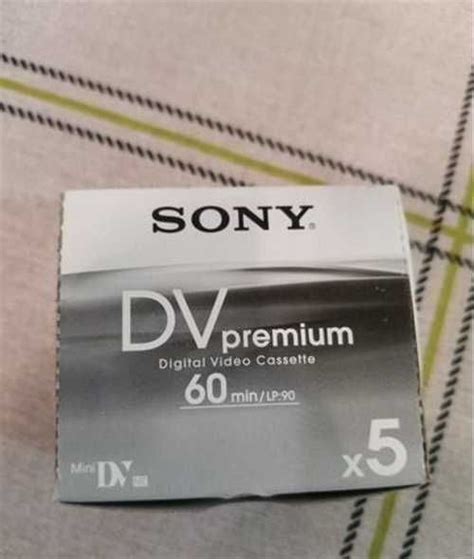 SONY
DV premium
Digital Video Cassette
60 min/LP:90
Mini DV
x5